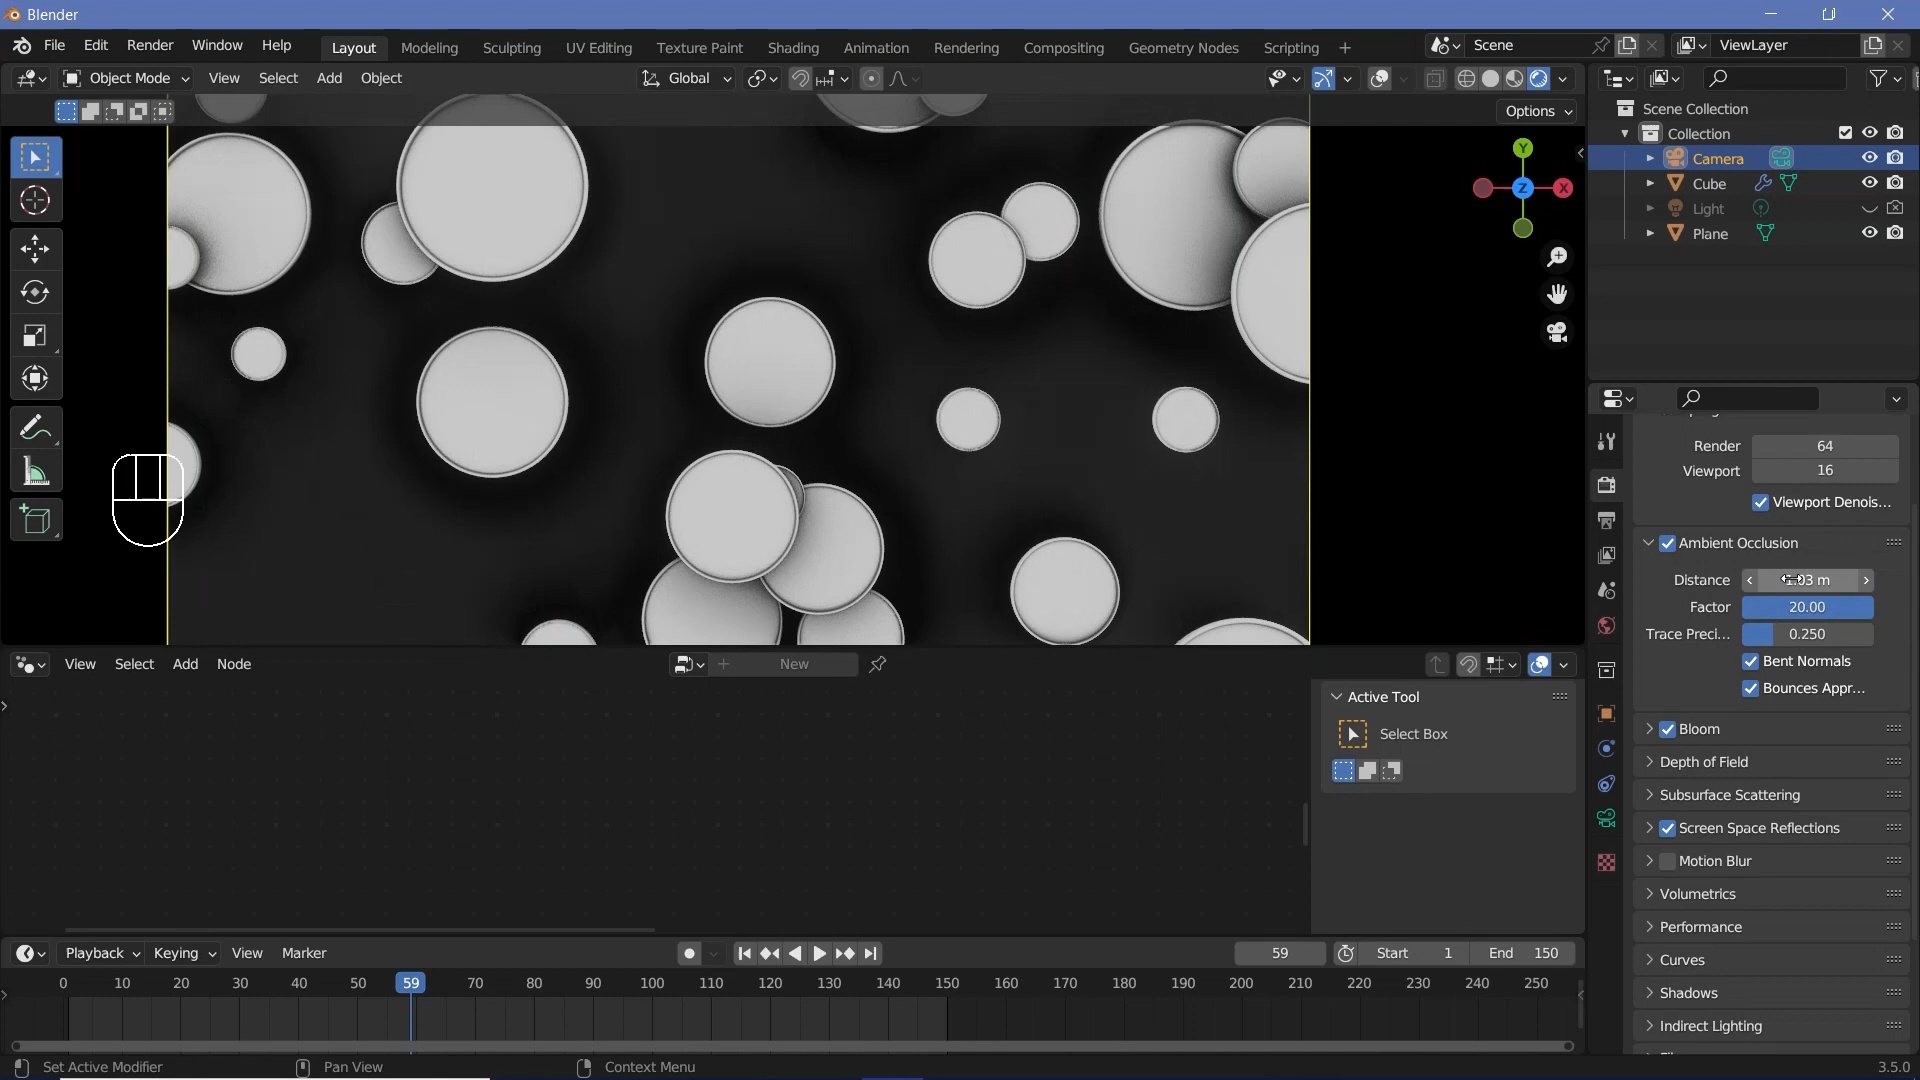 Blender
File Edit Render Window Help
Layout Modeling Sculpting UV Editing Texture Paint Shading Animation Rendering Compositing Geometry Nodes Scripting
Scene
ViewLayer
Object Mode View Select Add Object
Global
Options
Y
Z
X
Scene Collection
Collection
Camera
Cube
Light
Plane
Render 64
Viewport 16
Viewport Denois...
Ambient Occlusion
Distance
Factor 20.00
Trace Preci... 0.250
Bent Normals
Bounces Appr...
Bloom
Depth of Field
Subsurface Scattering
Screen Space Reflections
Motion Blur
Volumetrics
Performance
Curves
Shadows
Indirect Lighting
View Select Add Node
New
Active Tool
Select Box
Playback Keying View Marker
59
Start 1
End 150
0 10 20 30 40 50 59 70 80 90 100 110 120 130 140 150 160 170 180 190 200 210 220 230 240 250
Set Active Modifier
Pan View
Context Menu
3.5.0